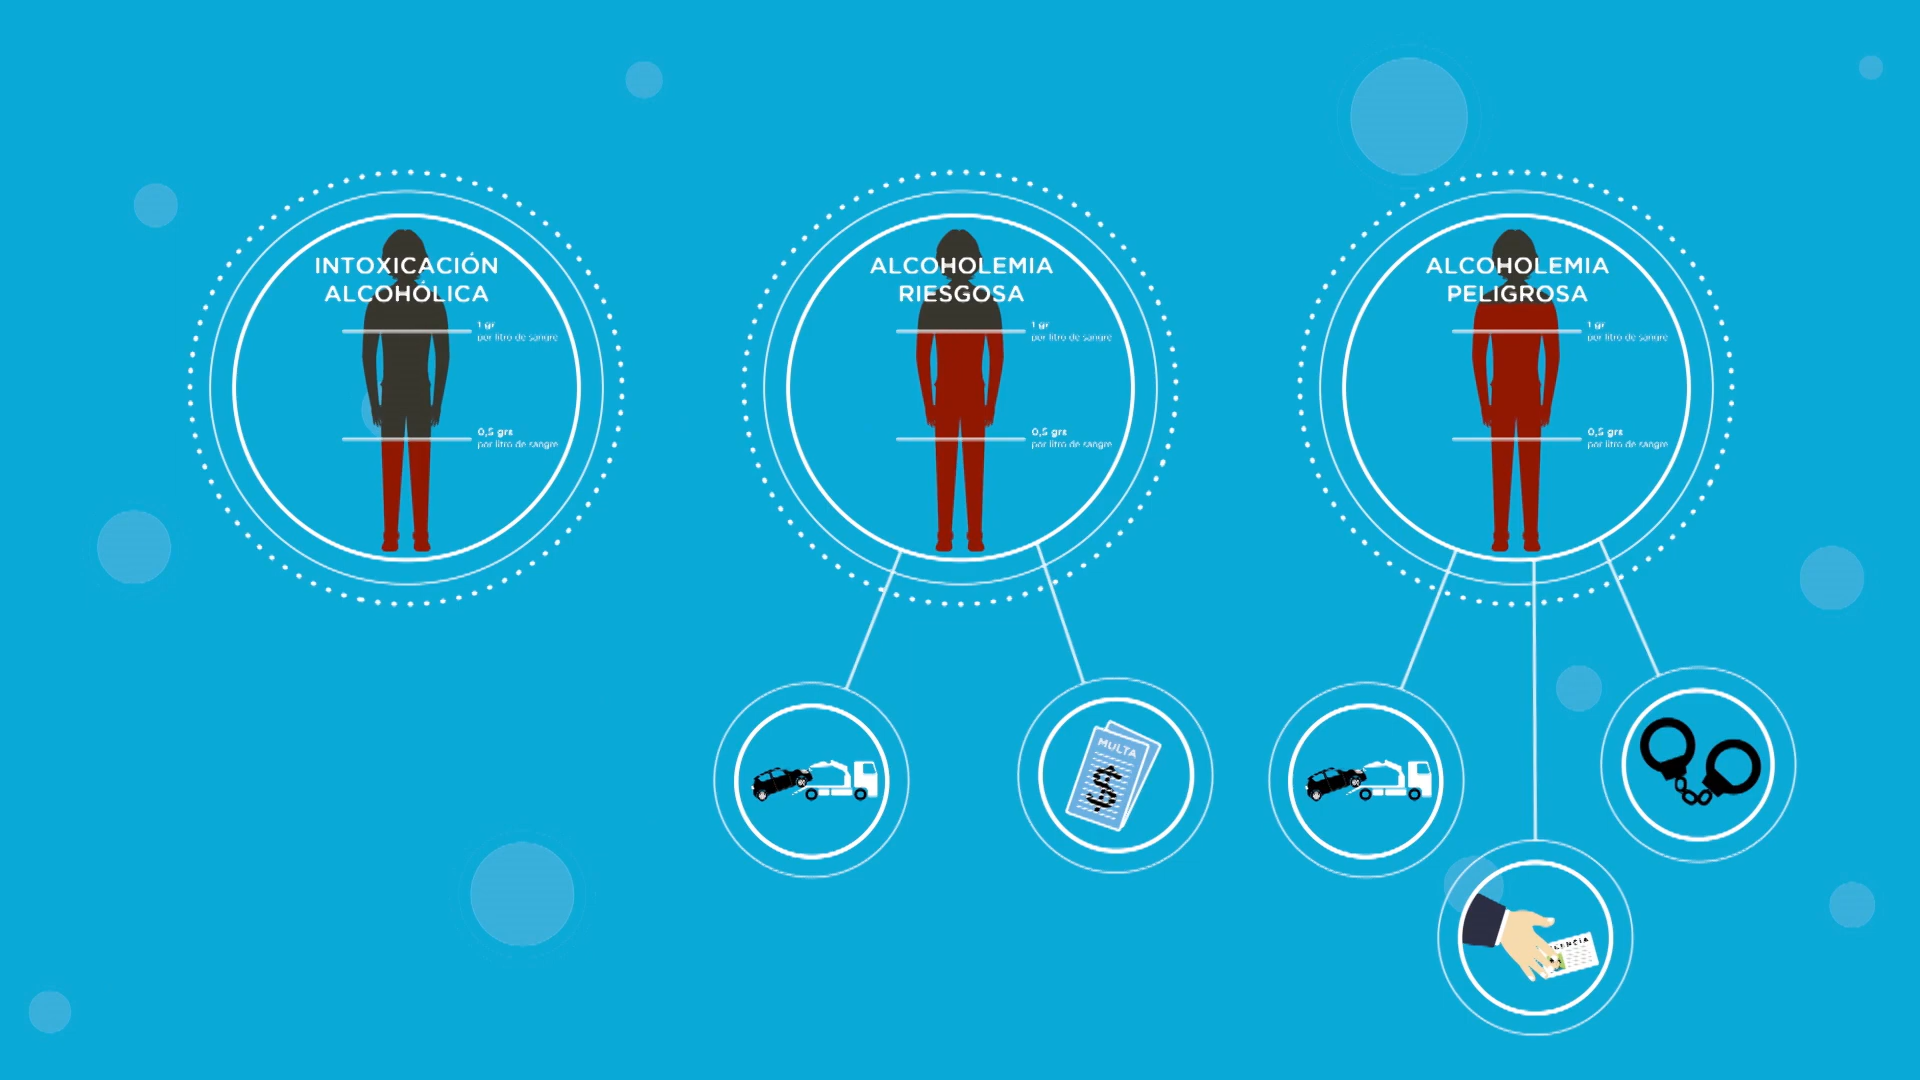 INTOXICACIÓN
ALCOHÓLICA
1 gr
por litro de sangre
0,5 grs
por litro de sangre
ALCOHOLEMIA
RIESGOSA
1 gr
por litro de sangre
0,5 grs
por litro de sangre
ALCOHOLEMIA
PELIGROSA
1 gr
por litro de sangre
0,5 grs
por litro de sangre
MULTA
$